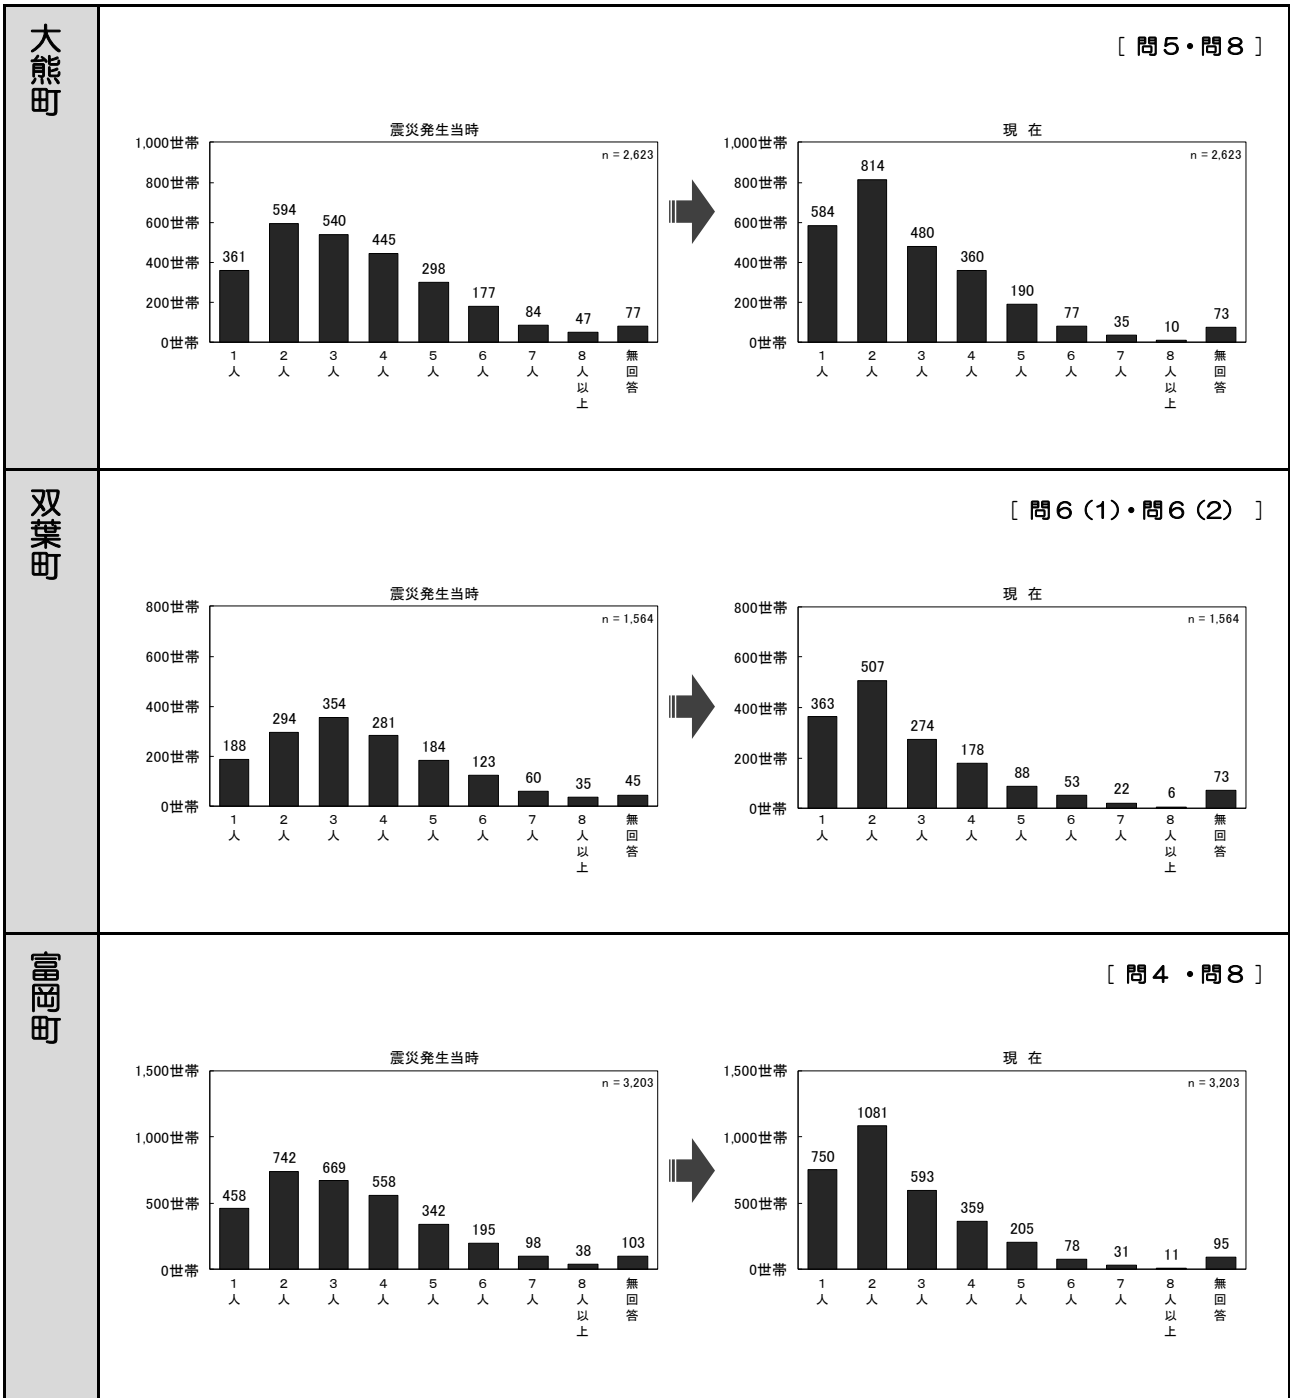 大熊町
［ 問５・問８ ］
震災発生当時
n = 2,623
1,000世帯
800世帯
600世帯
400世帯
200世帯
0世帯
361
594
540
445
298
177
84
47
77
1人
2人
3人
4人
5人
6人
7人
8人以上
無回答
現 在
n = 2,623
1,000世帯
800世帯
600世帯
400世帯
200世帯
0世帯
584
814
480
360
190
77
35
10
73
1人
2人
3人
4人
5人
6人
7人
8人以上
無回答
双葉町
［ 問６（１）・問６（２） ］
震災発生当時
n = 1,564
800世帯
600世帯
400世帯
200世帯
0世帯
188
294
354
281
184
123
60
35
45
1人
2人
3人
4人
5人
6人
7人
8人以上
無回答
現 在
n = 1,564
800世帯
600世帯
400世帯
200世帯
0世帯
363
507
274
178
88
53
22
6
73
1人
2人
3人
4人
5人
6人
7人
8人以上
無回答
富岡町
［ 問４ ・問８ ］
震災発生当時
n = 3,203
1,500世帯
1,000世帯
500世帯
0世帯
458
742
669
558
342
195
98
38
103
1人
2人
3人
4人
5人
6人
7人
8人以上
無回答
現 在
n = 3,203
1,500世帯
1,000世帯
500世帯
0世帯
750
1081
593
359
205
78
31
11
95
1人
2人
3人
4人
5人
6人
7人
8人以上
無回答